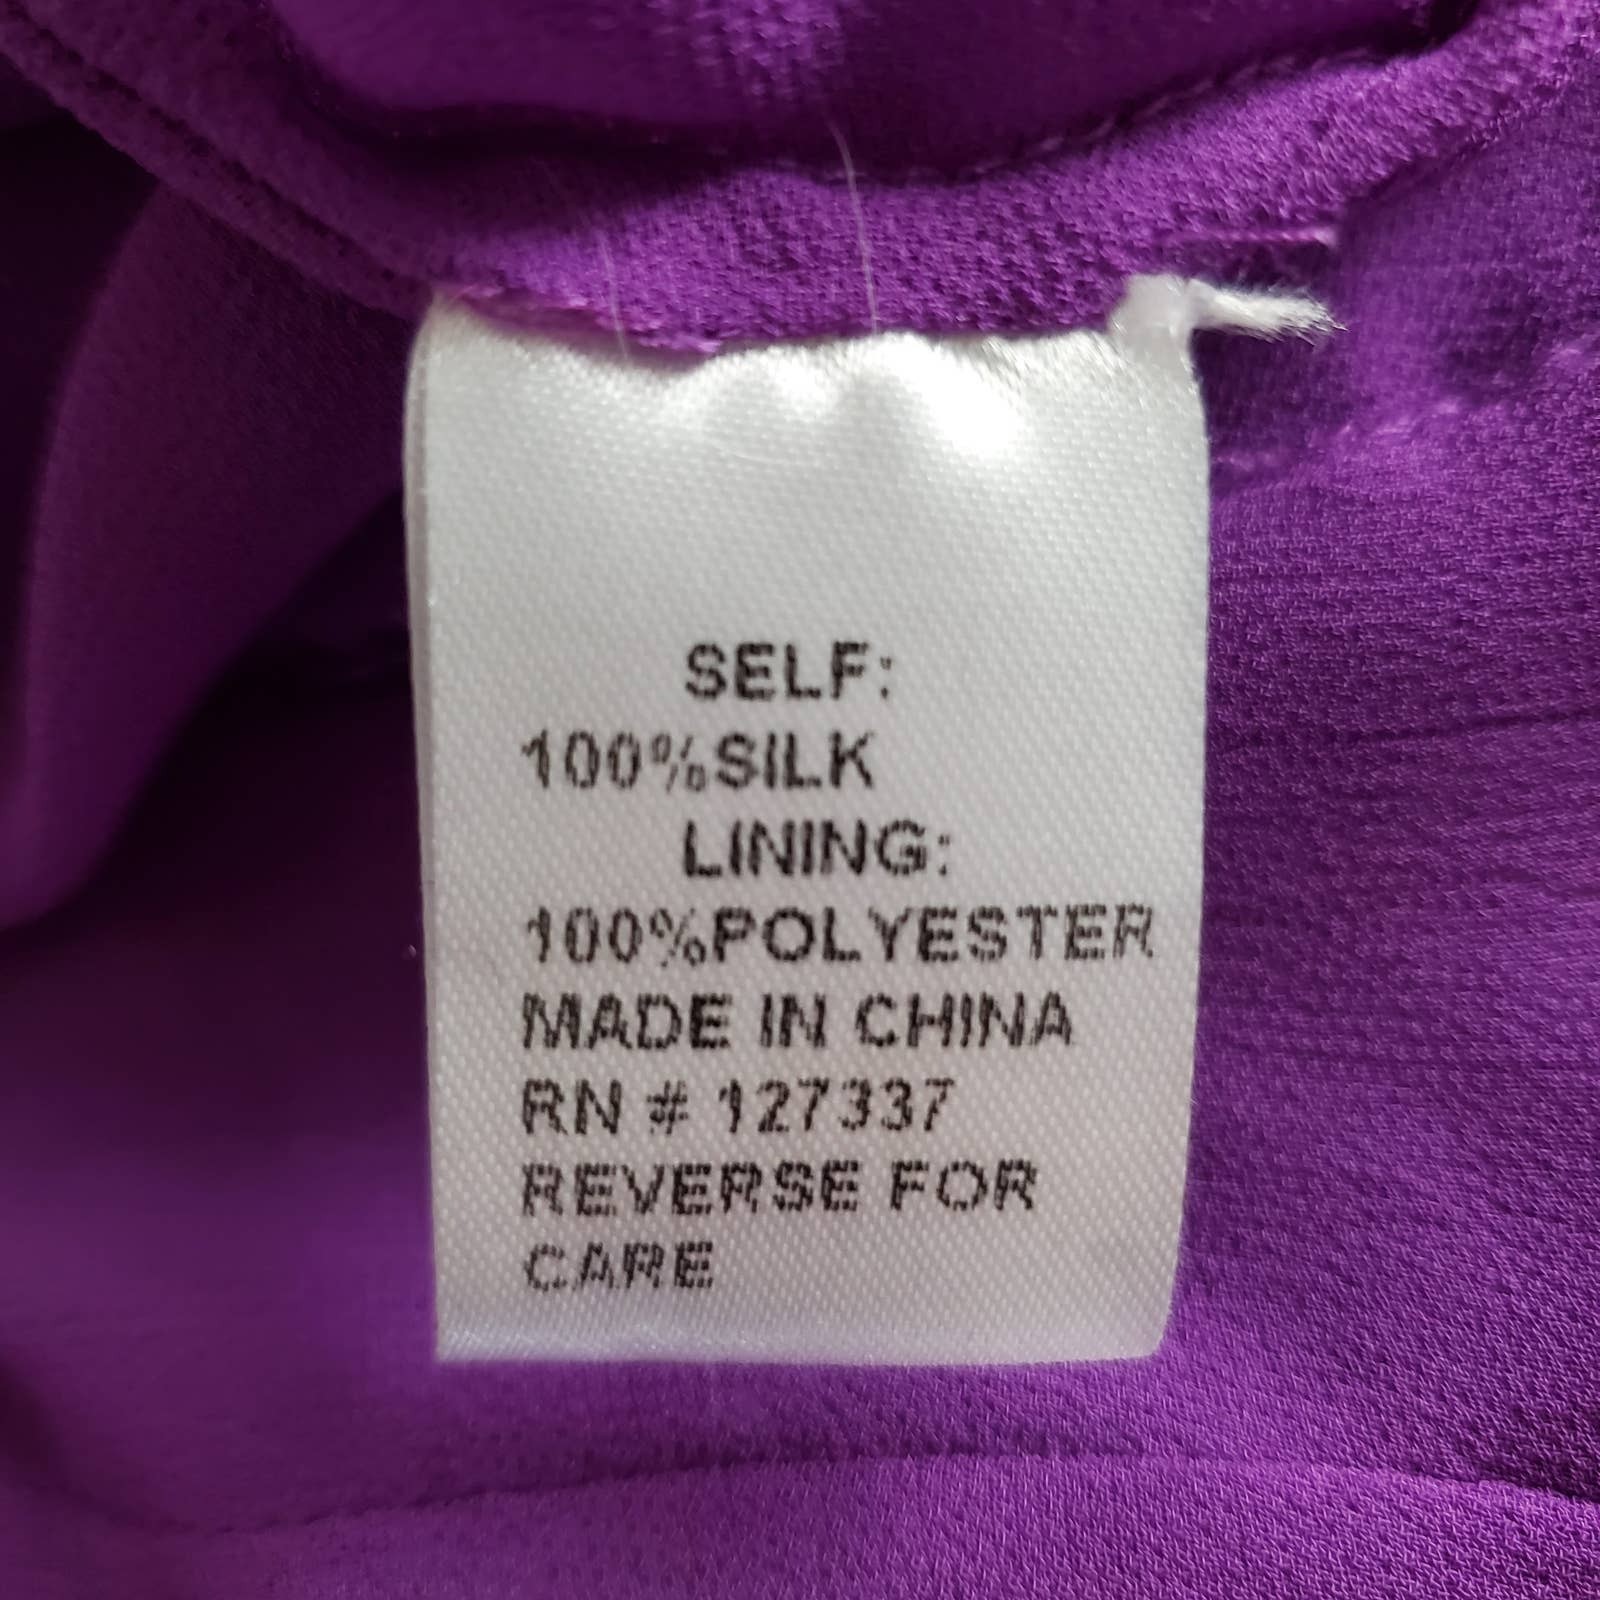 SELF:
100%SILK
LINING:
100%POLYESTER
MADE IN CHINA
RN # 127337
REVERSE FOR
CARE